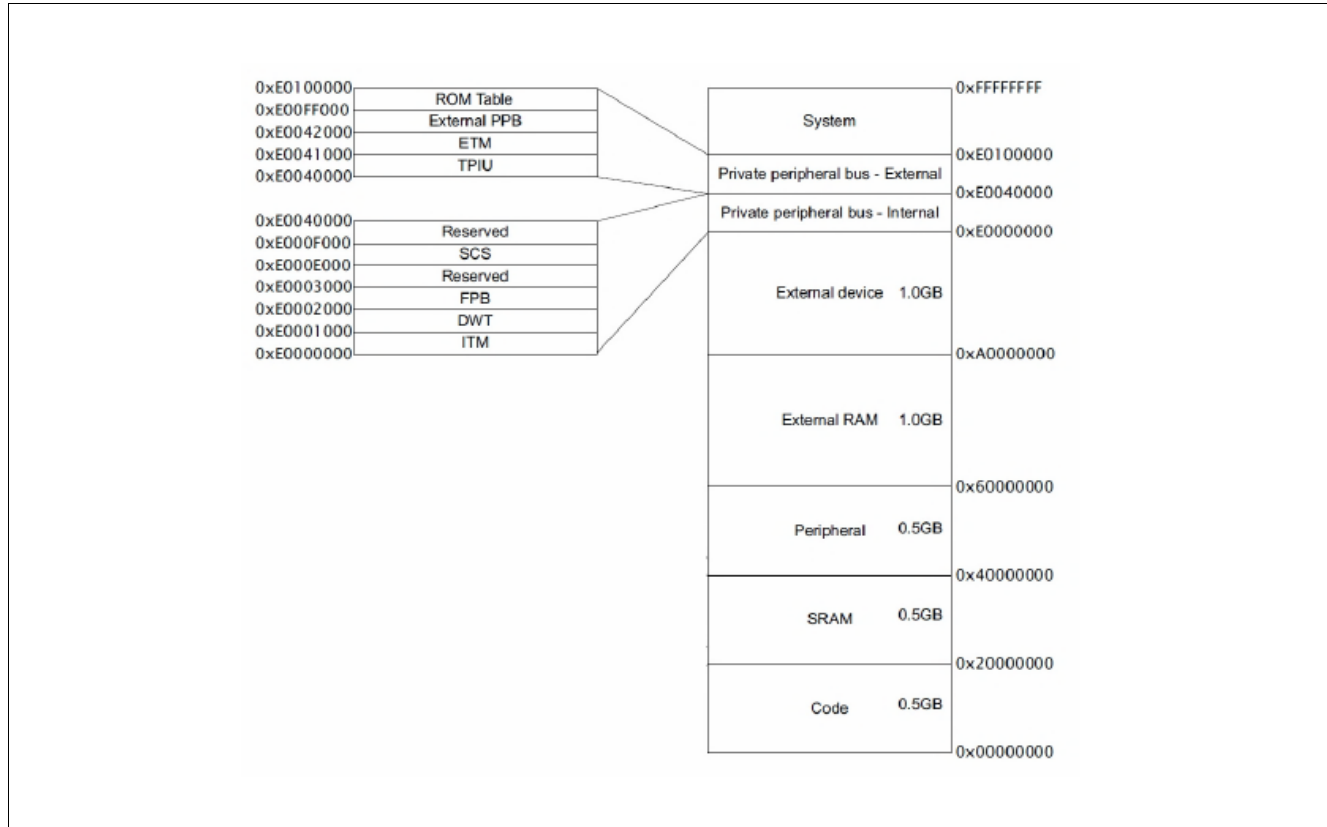 0xE0100000
ROM Table
0xE00FF000
External PPB
0xE0042000
ETM
0xE0041000
TPIU
0xE0040000
0xE0040000
Reserved
0xE000F000
SCS
0xE000E000
Reserved
0xE0003000
FPB
0xE0002000
DWT
0xE0001000
ITM
0xE0000000
0xFFFFFFFF
System
0xE0100000
Private peripheral bus - External
0xE0040000
Private peripheral bus - Internal
0xE0000000
External device 1.0GB
0xA0000000
External RAM 1.0GB
0x60000000
Peripheral 0.5GB
0x40000000
SRAM 0.5GB
0x20000000
Code 0.5GB
0x00000000